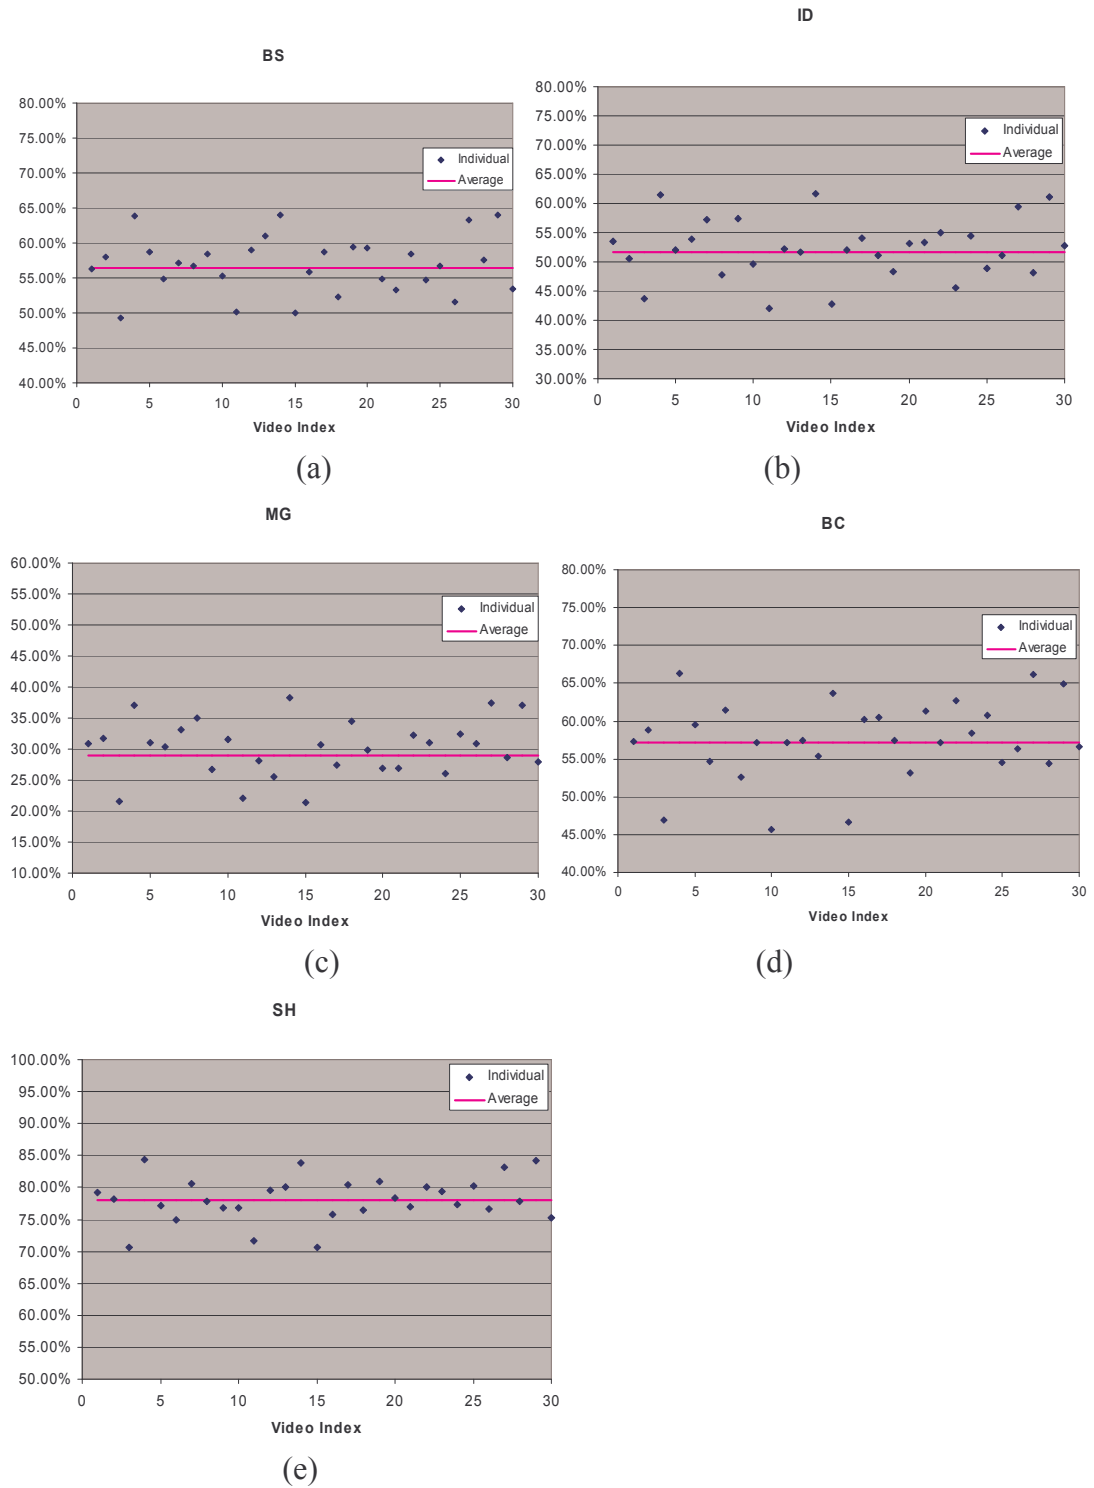 BS
80.00%
75.00%
70.00%
65.00%
60.00%
55.00%
50.00%
45.00%
40.00%
Individual
Average
0 5 10 15 20 25 30
Video Index
(a)
ID
80.00%
75.00%
70.00%
65.00%
60.00%
55.00%
50.00%
45.00%
40.00%
35.00%
30.00%
Individual
Average
0 5 10 15 20 25 30
Video Index
(b)
MG
60.00%
55.00%
50.00%
45.00%
40.00%
35.00%
30.00%
25.00%
20.00%
15.00%
10.00%
Individual
Average
0 5 10 15 20 25 30
Video Index
(c)
BC
80.00%
75.00%
70.00%
65.00%
60.00%
55.00%
50.00%
45.00%
40.00%
Individual
Average
0 5 10 15 20 25 30
Video Index
(d)
SH
100.00%
95.00%
90.00%
85.00%
80.00%
75.00%
70.00%
65.00%
60.00%
55.00%
50.00%
Individual
Average
0 5 10 15 20 25 30
Video Index
(e)